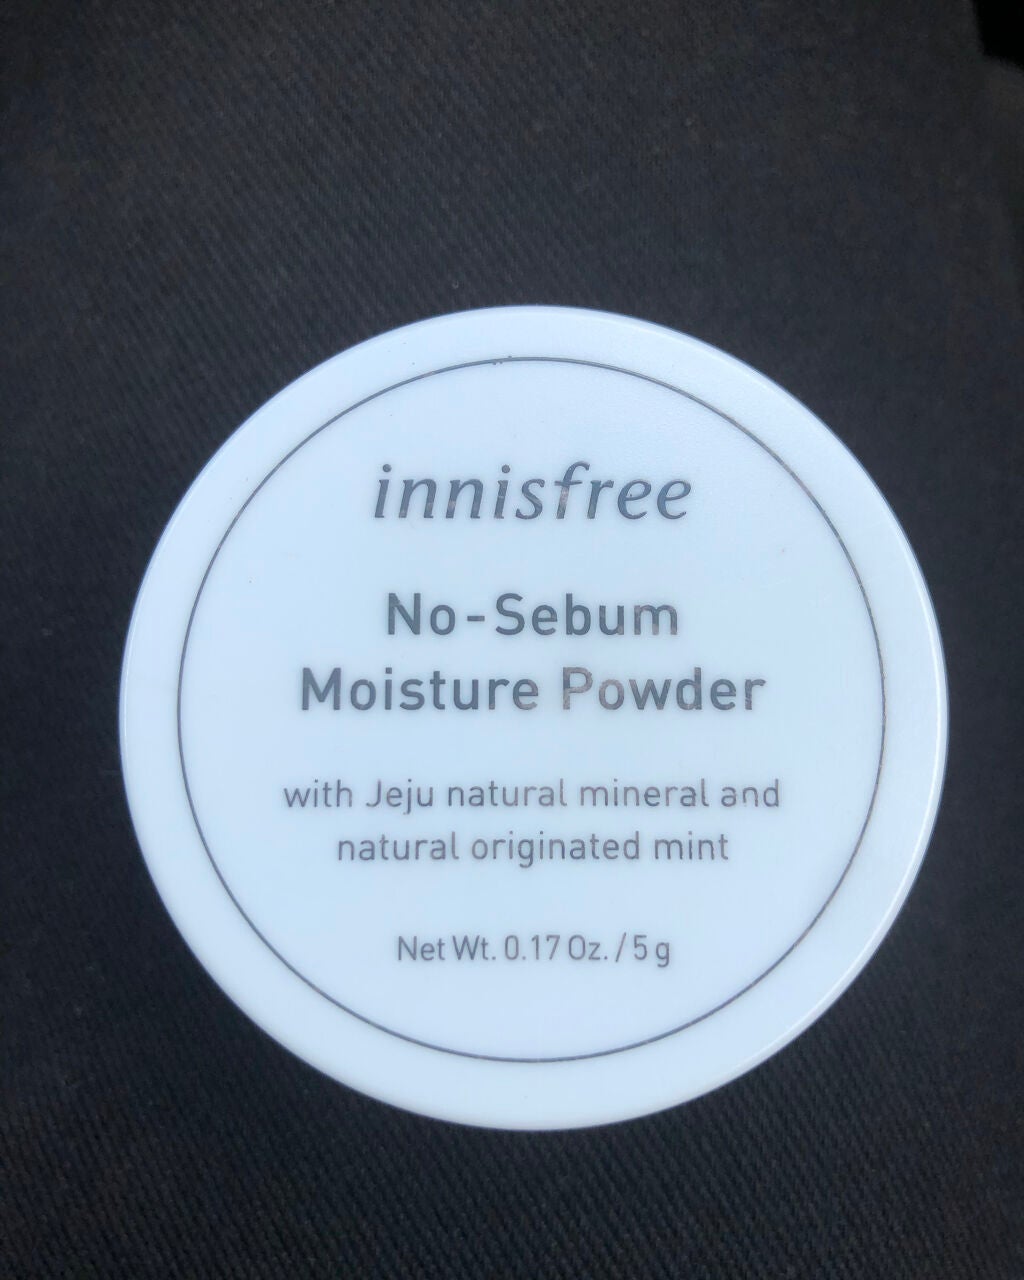 innisfree
No-Sebum
Moisture Powder
with Jeju natural mineral and
natural originated mint
Net Wt. 0.17 Oz. / 5 g